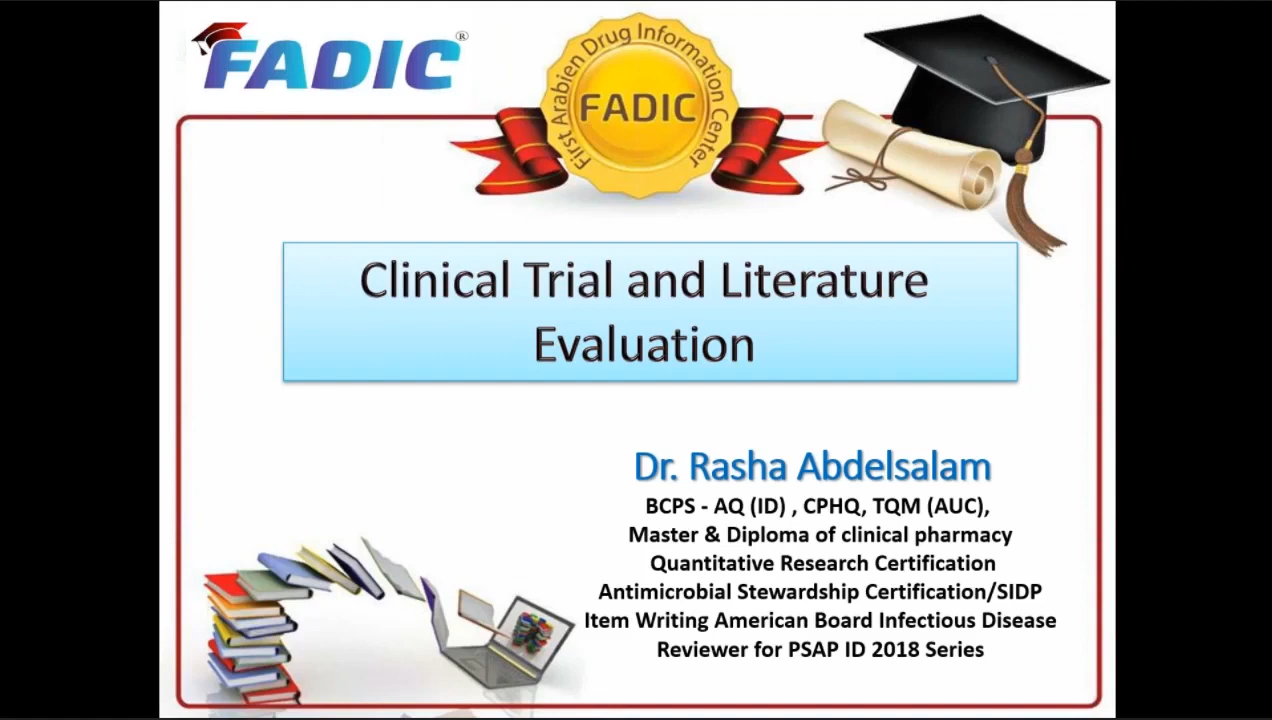 FADIC®
First Arabien Drug Information Center
FADIC
Clinical Trial and Literature
Evaluation
Dr. Rasha Abdelsalam
BCPS - AQ (ID) , CPHQ, TQM (AUC),
Master & Diploma of clinical pharmacy
Quantitative Research Certification
Antimicrobial Stewardship Certification/SIDP
Item Writing American Board Infectious Disease
Reviewer for PSAP ID 2018 Series